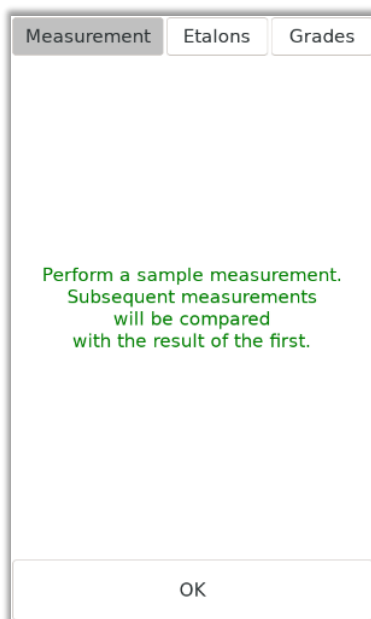 Measurement Etalons Grades
Perform a sample measurement.
Subsequent measurements
will be compared
with the result of the first.
OK